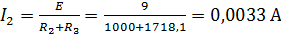 I₂ = E / (R₂+R₃) = 9 / (1000+1718,1) = 0,0033 A